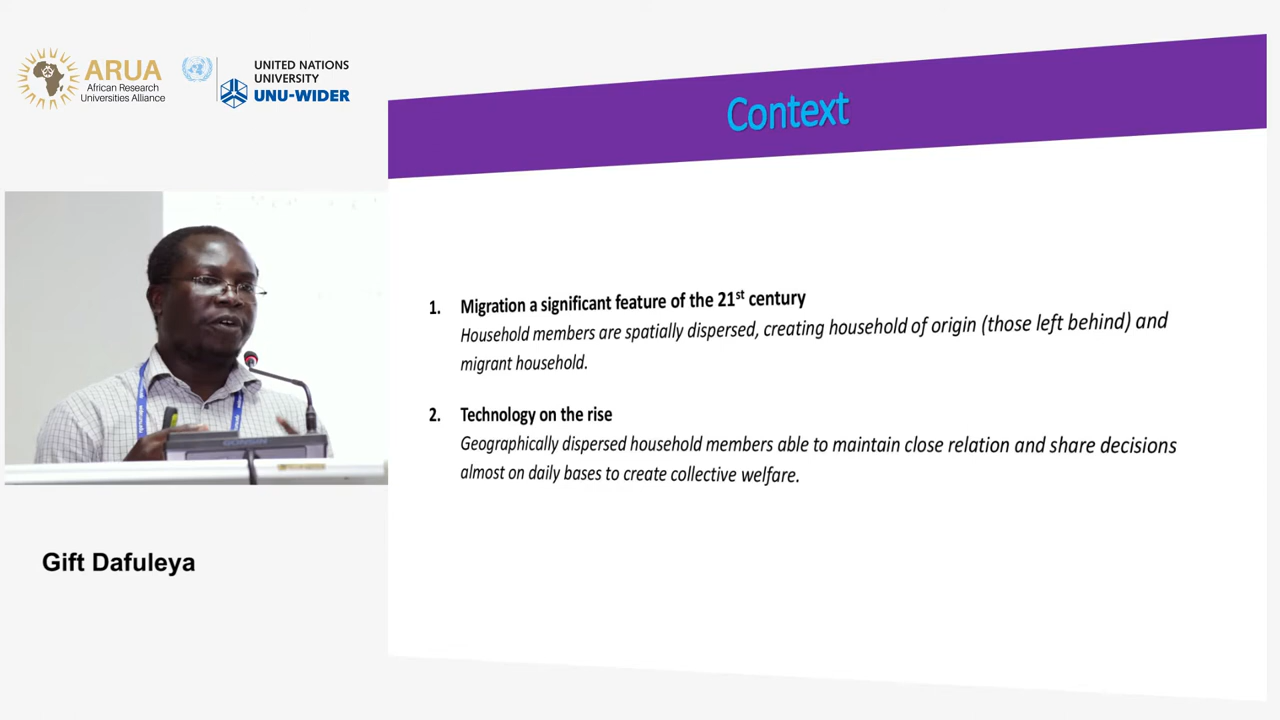 ARUA
African Research
Universities Alliance
UNITED NATIONS
UNIVERSITY
UNU-WIDER
Context
1. Migration a significant feature of the 21st century
Household members are spatially dispersed, creating household of origin (those left behind) and
migrant household.
2. Technology on the rise
Geographically dispersed household members able to maintain close relation and share decisions
almost on daily bases to create collective welfare.
Gift Dafuleya